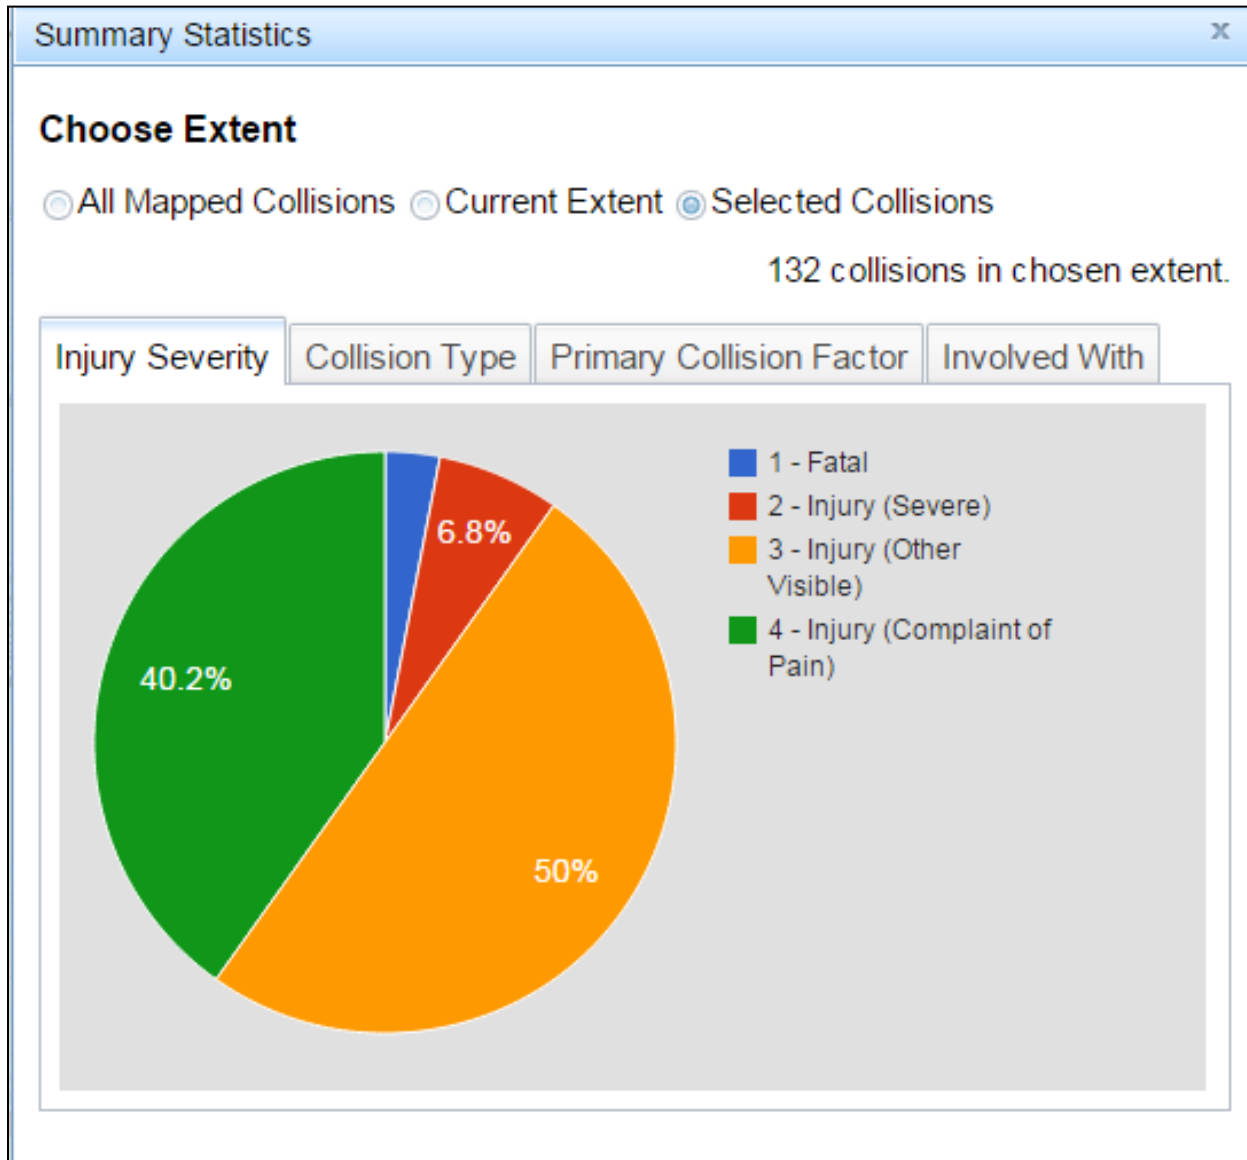 Summary Statistics x
Choose Extent
All Mapped Collisions Current Extent Selected Collisions
132 collisions in chosen extent.
Injury Severity Collision Type Primary Collision Factor Involved With
1 - Fatal
2 - Injury (Severe)
3 - Injury (Other
Visible)
4 - Injury (Complaint of
Pain)
6.8%
40.2%
50%